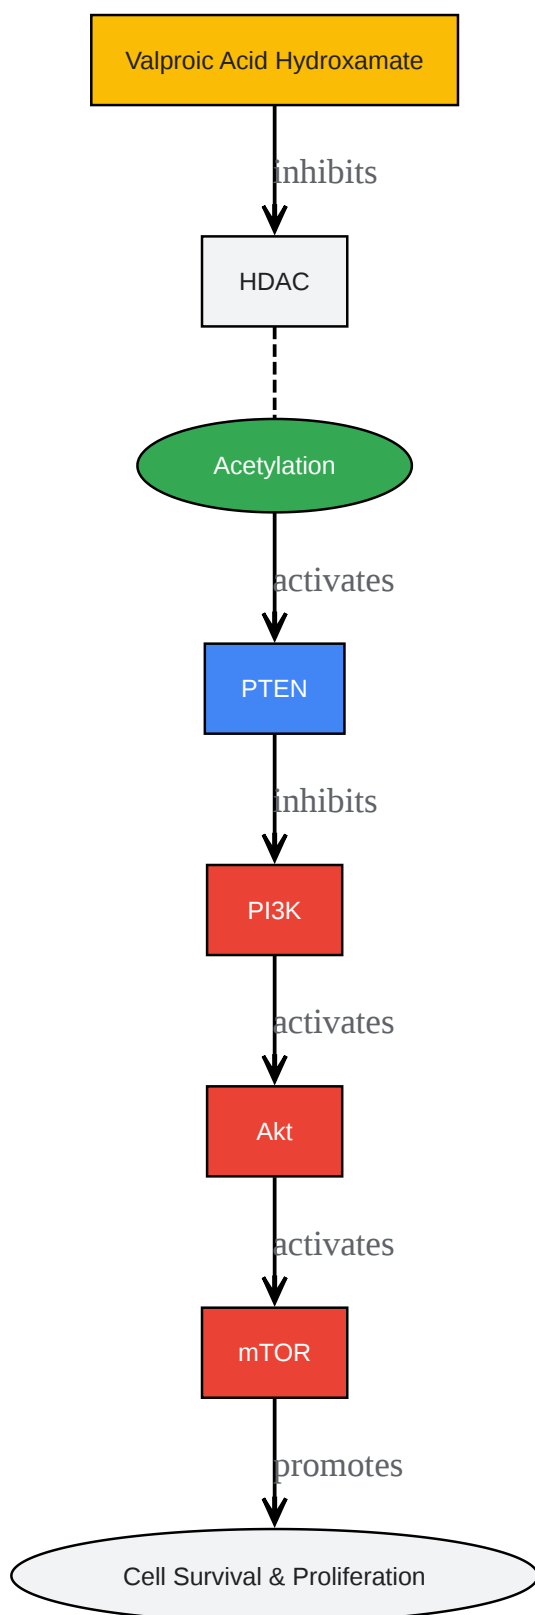 Valproic Acid Hydroxamate
inhibits
HDAC
Acetylation
activates
PTEN
inhibits
PI3K
activates
Akt
activates
mTOR
promotes
Cell Survival & Proliferation